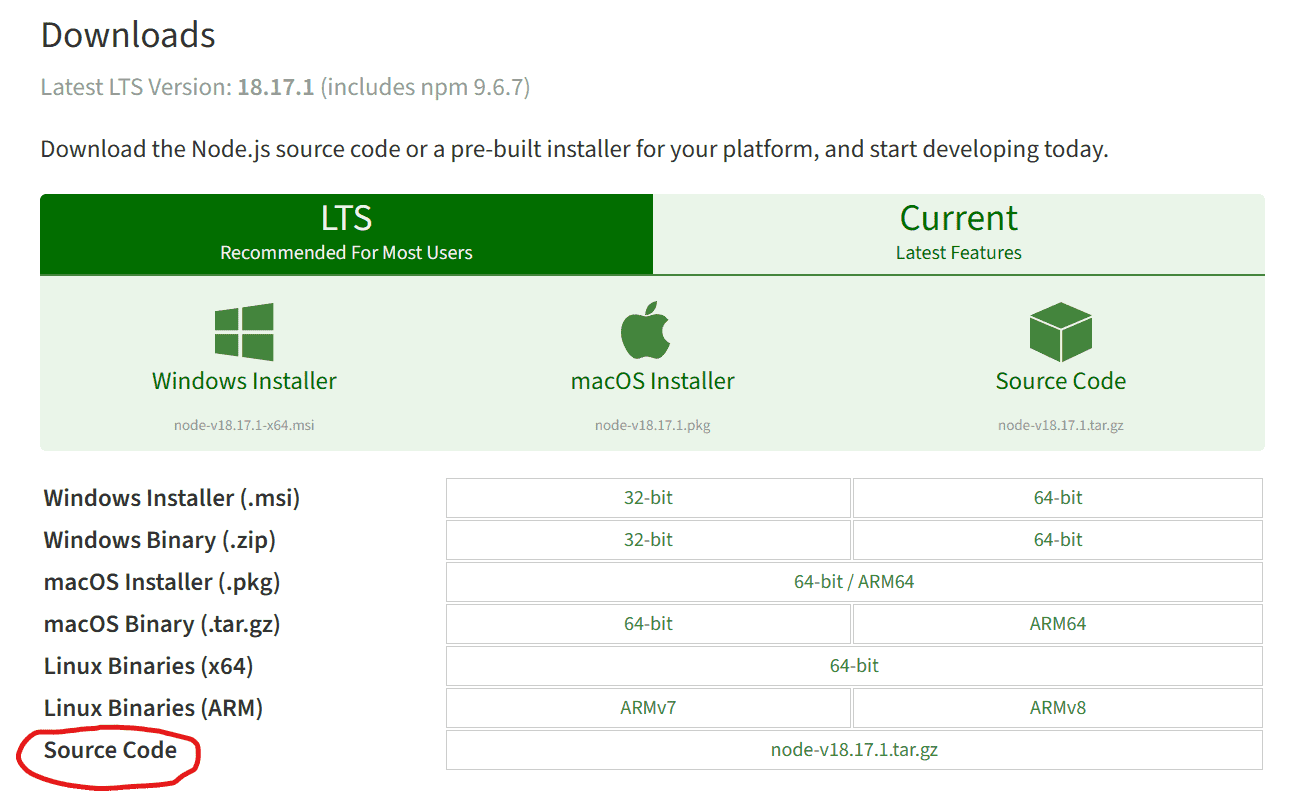 Downloads
Latest LTS Version: 18.17.1 (includes npm 9.6.7)
Download the Node.js source code or a pre-built installer for your platform, and start developing today.
LTS
Recommended For Most Users
Current
Latest Features
Windows Installer
node-v18.17.1-x64.msi
macOS Installer
node-v18.17.1.pkg
Source Code
node-v18.17.1.tar.gz
Windows Installer (.msi) 32-bit 64-bit
Windows Binary (.zip) 32-bit 64-bit
macOS Installer (.pkg) 64-bit / ARM64
macOS Binary (.tar.gz) 64-bit ARM64
Linux Binaries (x64) 64-bit
Linux Binaries (ARM) ARMv7 ARMv8
Source Code node-v18.17.1.tar.gz